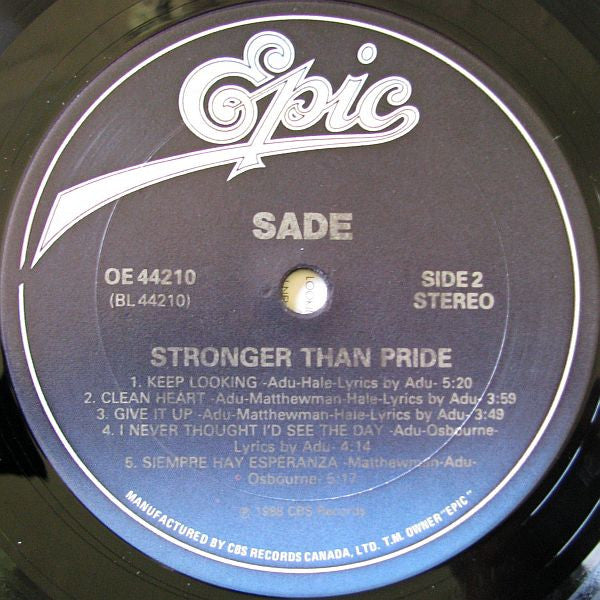 Epic
SADE
OE 44210
(BL 44210)
SIDE 2
STEREO
LOOK
STRONGER THAN PRIDE
1. KEEP LOOKING -Adu-Hale-Lyrics by Adu- 5:20
2. CLEAN HEART -Adu-Matthewman-Hale-Lyrics by Adu- 3:59
3. GIVE IT UP -Adu-Matthewman-Hale-Lyrics by Adu- 3:49
4. I NEVER THOUGHT I'D SEE THE DAY -Adu-Osbourne-
Lyrics by Adu- 4:14
5. SIEMPRE HAY ESPERANZA -Matthewman-Adu-
Osbourne- 5:17
℗ 1988 CBS Records
MANUFACTURED BY CBS RECORDS CANADA, LTD. T.M. OWNER "EPIC"